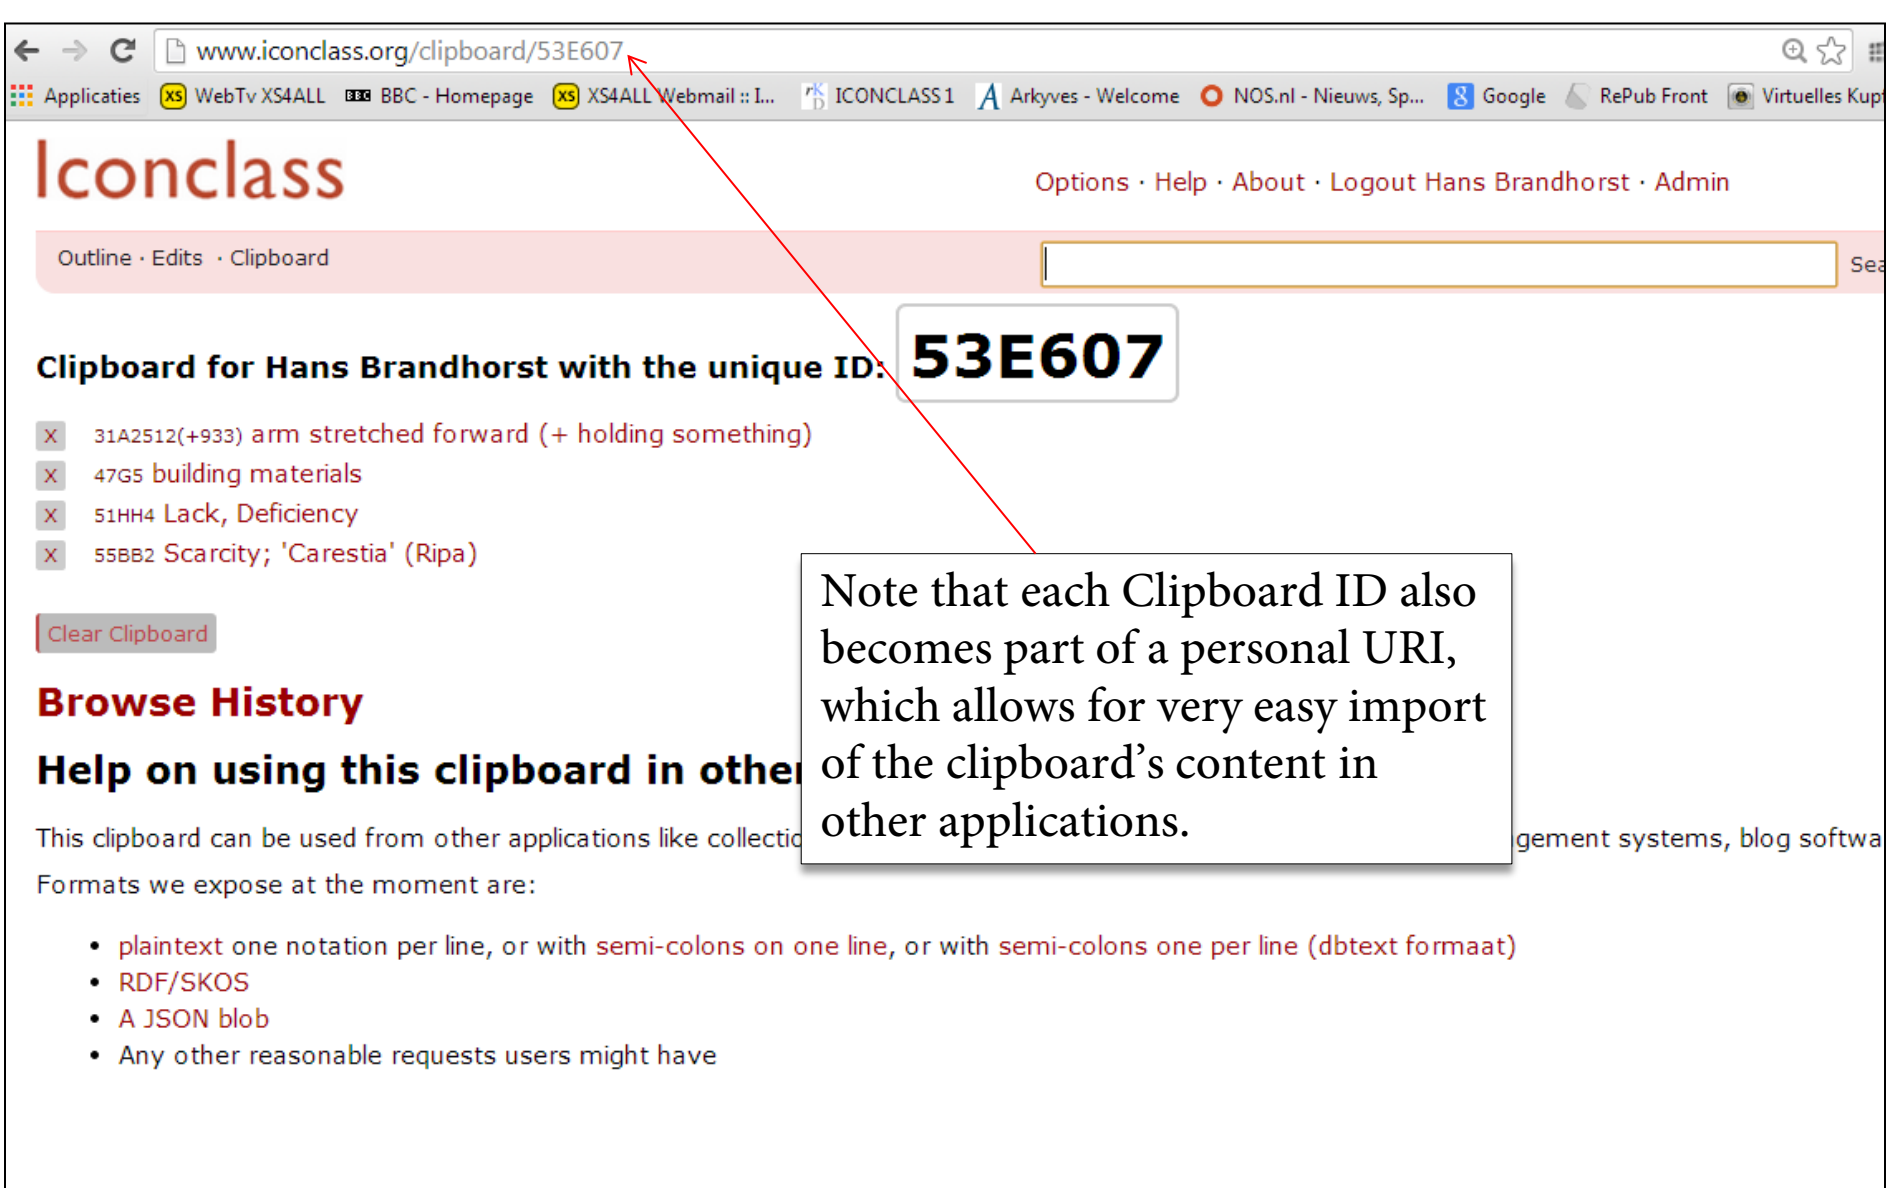 www.iconclass.org/clipboard/53E607
Applicaties XS WebTv XS4ALL BBC BBC - Homepage XS XS4ALL Webmail :: I... ICONCLASS 1 A Arkyves - Welcome NOS.nl - Nieuws, Sp... 8 Google RePub Front Virtuelles Kupf
Iconclass
Options · Help · About · Logout Hans Brandhorst · Admin
Outline · Edits · Clipboard
Sea
Clipboard for Hans Brandhorst with the unique ID: 53E607
X 31A2512(+933) arm stretched forward (+ holding something)
X 47G5 building materials
X 51HH4 Lack, Deficiency
X 55BB2 Scarcity; 'Carestia' (Ripa)
Clear Clipboard
Note that each Clipboard ID also
becomes part of a personal URI,
which allows for very easy import
of the clipboard’s content in
other applications.
Browse History
Help on using this clipboard in other
This clipboard can be used from other applications like collectio gement systems, blog softwa
Formats we expose at the moment are:
• plaintext one notation per line, or with semi-colons on one line, or with semi-colons one per line (dbtext formaat)
• RDF/SKOS
• A JSON blob
• Any other reasonable requests users might have